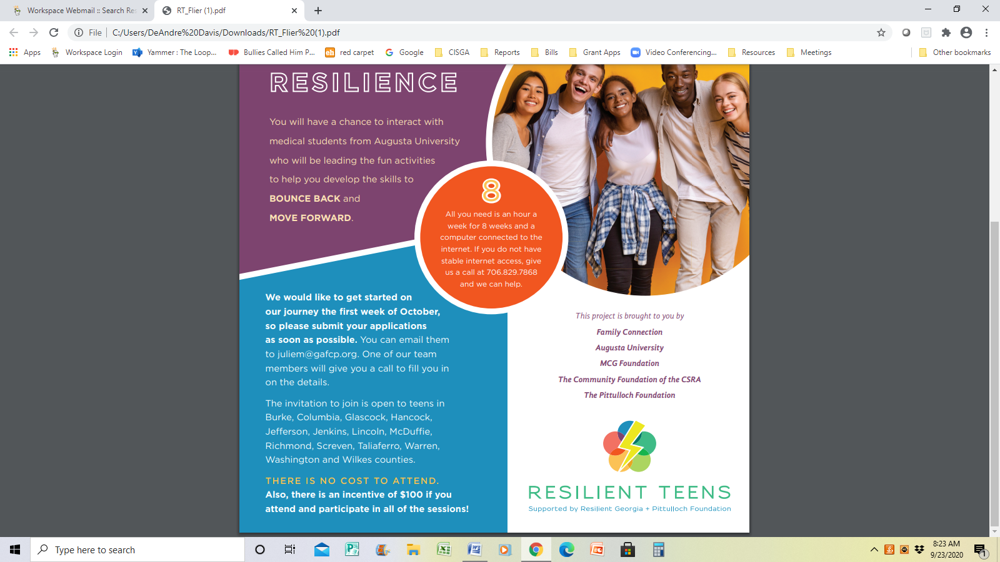 Workspace Webmail :: Search Re
RT_Flier (1).pdf
File
C:/Users/DeAndre%20Davis/Downloads/RT_Flier%20(1).pdf
Apps
Workspace Login
Yammer : The Loop...
Bullies Called Him P...
red carpet
Google
CISGA
Reports
Bills
Grant Apps
Video Conferencing...
Resources
Meetings
Other bookmarks
RESILIENCE
You will have a chance to interact with
medical students from Augusta University
who will be leading the fun activities
to help you develop the skills to
BOUNCE BACK and
MOVE FORWARD.
8
All you need is an hour a
week for 8 weeks and a
computer connected to the
internet. If you do not have
stable internet access, give
us a call at 706.829.7868
and we can help.
We would like to get started on
our journey the first week of October,
so please submit your applications
as soon as possible. You can email them
to juliem@gafcp.org. One of our team
members will give you a call to fill you in
on the details.
The invitation to join is open to teens in
Burke, Columbia, Glascock, Hancock,
Jefferson, Jenkins, Lincoln, McDuffie,
Richmond, Screven, Taliaferro, Warren,
Washington and Wilkes counties.
THERE IS NO COST TO ATTEND.
Also, there is an incentive of $100 if you
attend and participate in all of the sessions!
This project is brought to you by
Family Connection
Augusta University
MCG Foundation
The Community Foundation of the CSRA
The Pittulloch Foundation
RESILIENT TEENS
Supported by Resilient Georgia + Pittulloch Foundation
Type here to search
8:23 AM
9/23/2020
1